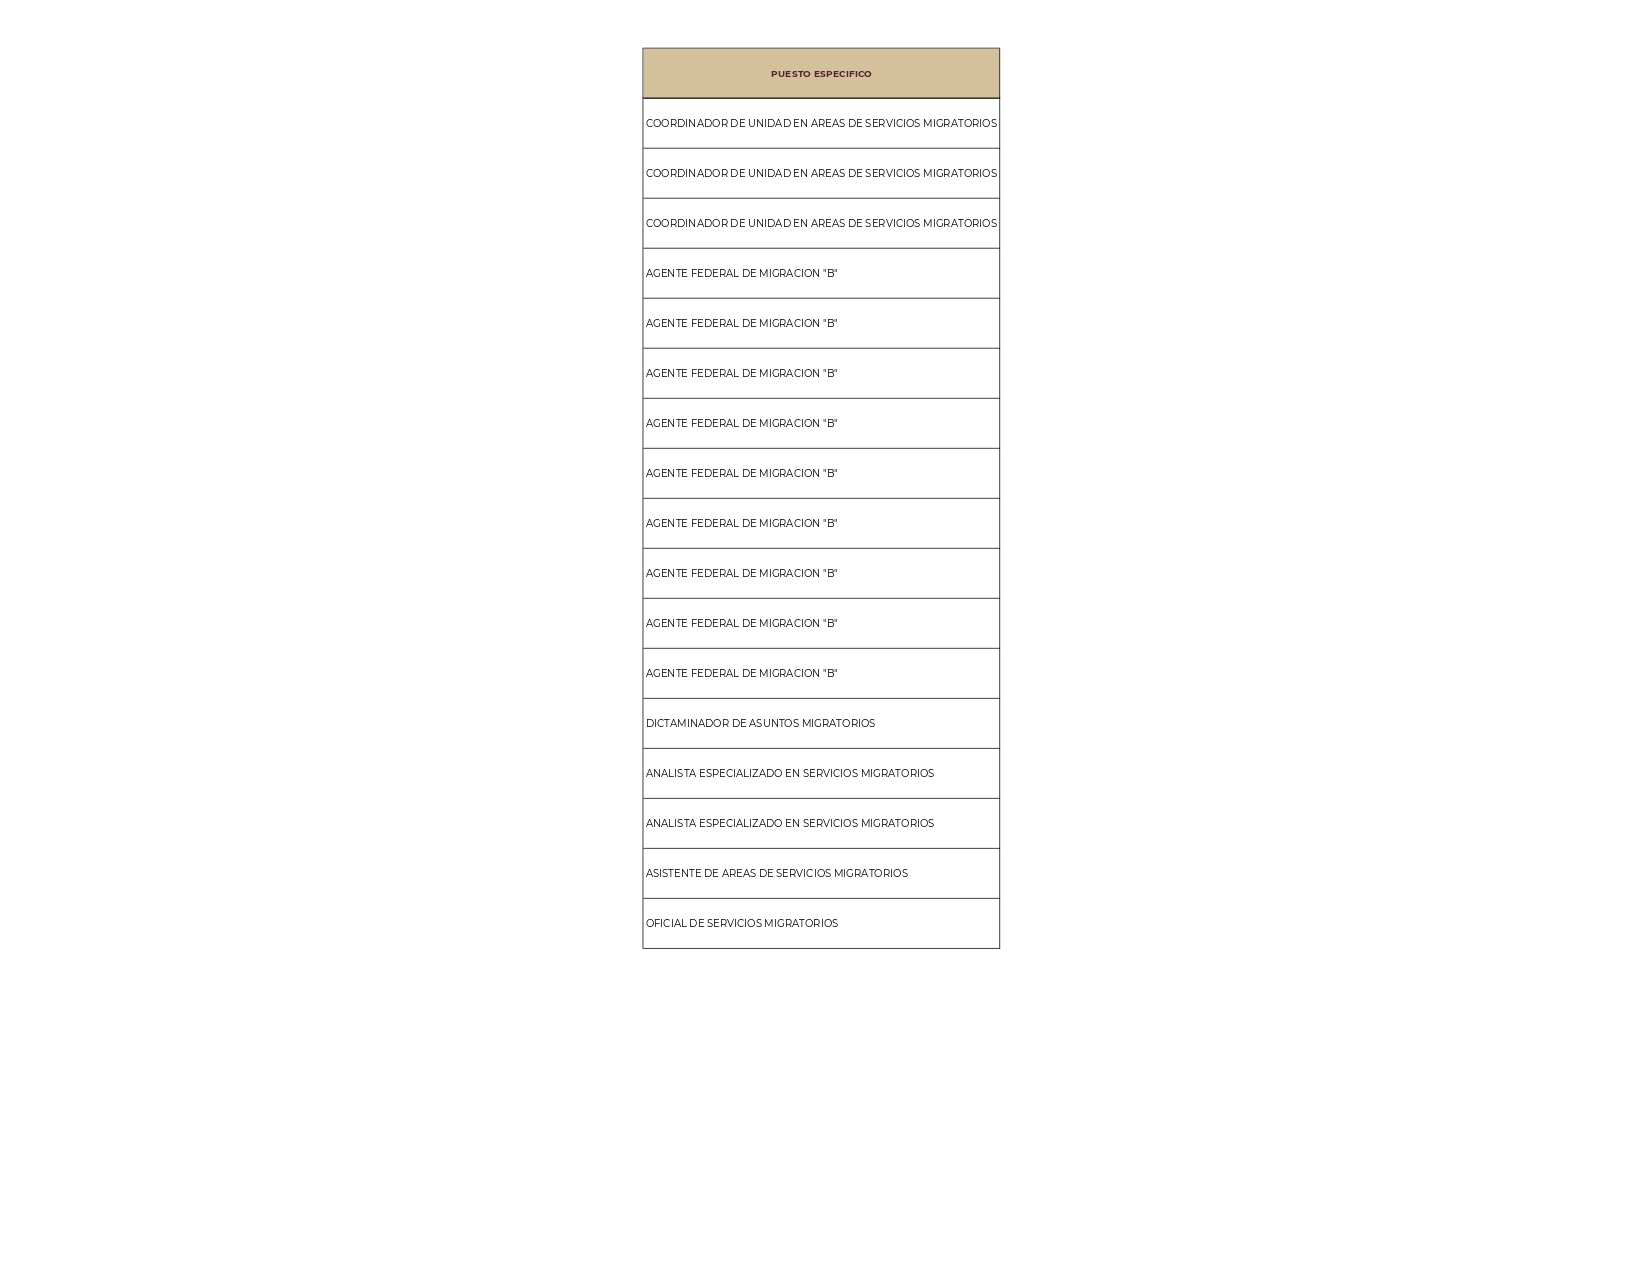 PUESTO ESPECIFICO
COORDINADOR DE UNIDAD EN AREAS DE SERVICIOS MIGRATORIOS
COORDINADOR DE UNIDAD EN AREAS DE SERVICIOS MIGRATORIOS
COORDINADOR DE UNIDAD EN AREAS DE SERVICIOS MIGRATORIOS
AGENTE FEDERAL DE MIGRACION "B"
AGENTE FEDERAL DE MIGRACION "B"
AGENTE FEDERAL DE MIGRACION "B"
AGENTE FEDERAL DE MIGRACION "B"
AGENTE FEDERAL DE MIGRACION "B"
AGENTE FEDERAL DE MIGRACION "B"
AGENTE FEDERAL DE MIGRACION "B"
AGENTE FEDERAL DE MIGRACION "B"
AGENTE FEDERAL DE MIGRACION "B"
DICTAMINADOR DE ASUNTOS MIGRATORIOS
ANALISTA ESPECIALIZADO EN SERVICIOS MIGRATORIOS
ANALISTA ESPECIALIZADO EN SERVICIOS MIGRATORIOS
ASISTENTE DE AREAS DE SERVICIOS MIGRATORIOS
OFICIAL DE SERVICIOS MIGRATORIOS